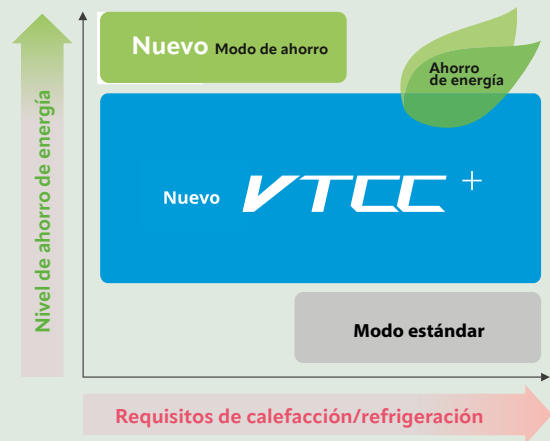 Nuevo Modo de ahorro
Ahorro
de energía
Nivel de ahorro de energía
Nuevo VTCC+
Modo estándar
Requisitos de calefacción/refrigeración